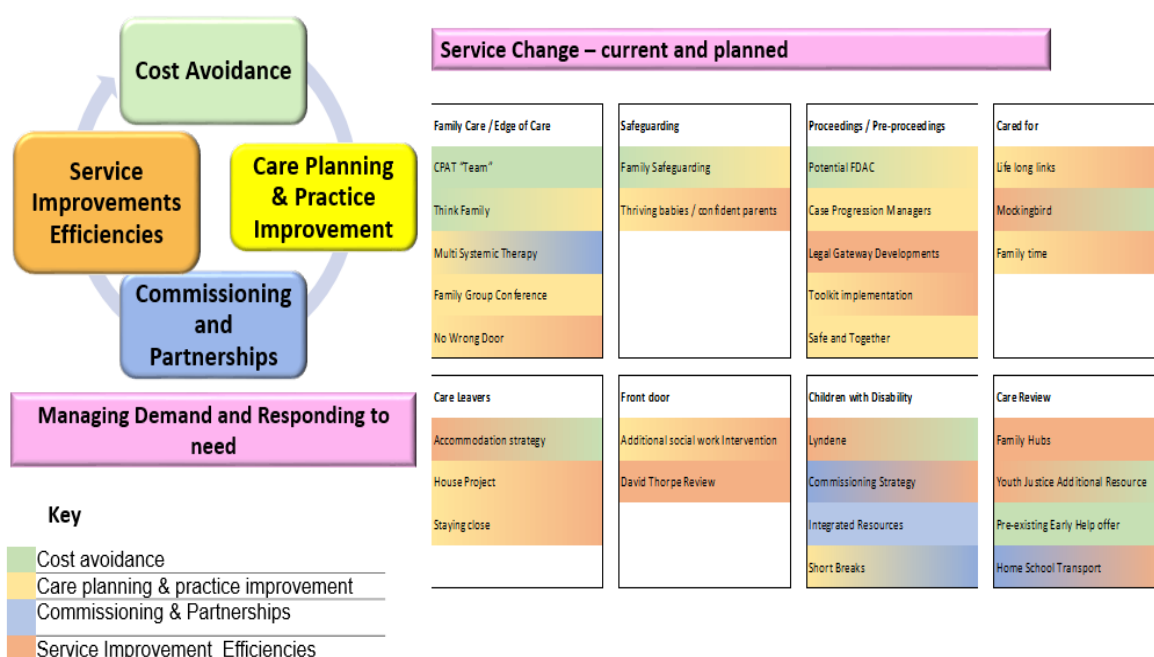 Cost Avoidance
Service
Improvements
Efficiencies
Care Planning
& Practice
Improvement
Commissioning
and
Partnerships
Managing Demand and Responding to
need
Key
Cost avoidance
Care planning & practice improvement
Commissioning & Partnerships
Service Improvement Efficiencies
Service Change – current and planned
Family Care / Edge of Care
CPAT "Team"
Think Family
Multi Systemic Therapy
Family Group Conference
No Wrong Door
Safeguarding
Family Safeguarding
Thriving babies / confident parents
Proceedings / Pre-proceedings
Potential FDAC
Case Progression Managers
Legal Gateway Developments
Toolkit implementation
Safe and Together
Cared for
Life long links
Mockingbird
Family time
Care Leavers
Accommodation strategy
House Project
Staying close
Front door
Additional social work Intervention
David Thorpe Review
Children with Disability
Lyndene
Commissioning Strategy
Integrated Resources
Short Breaks
Care Review
Family Hubs
Youth Justice Additional Resource
Pre-existing Early Help offer
Home School Transport